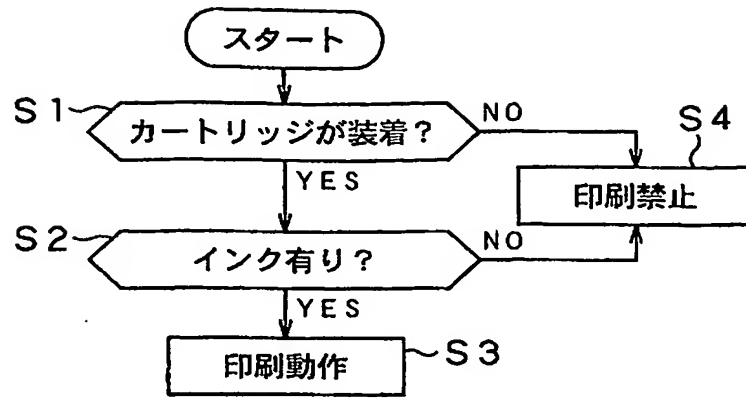 スタート
S1
カートリッジが装着?
NO
S4
印刷禁止
YES
S2
インク有り?
NO
YES
印刷動作
S3